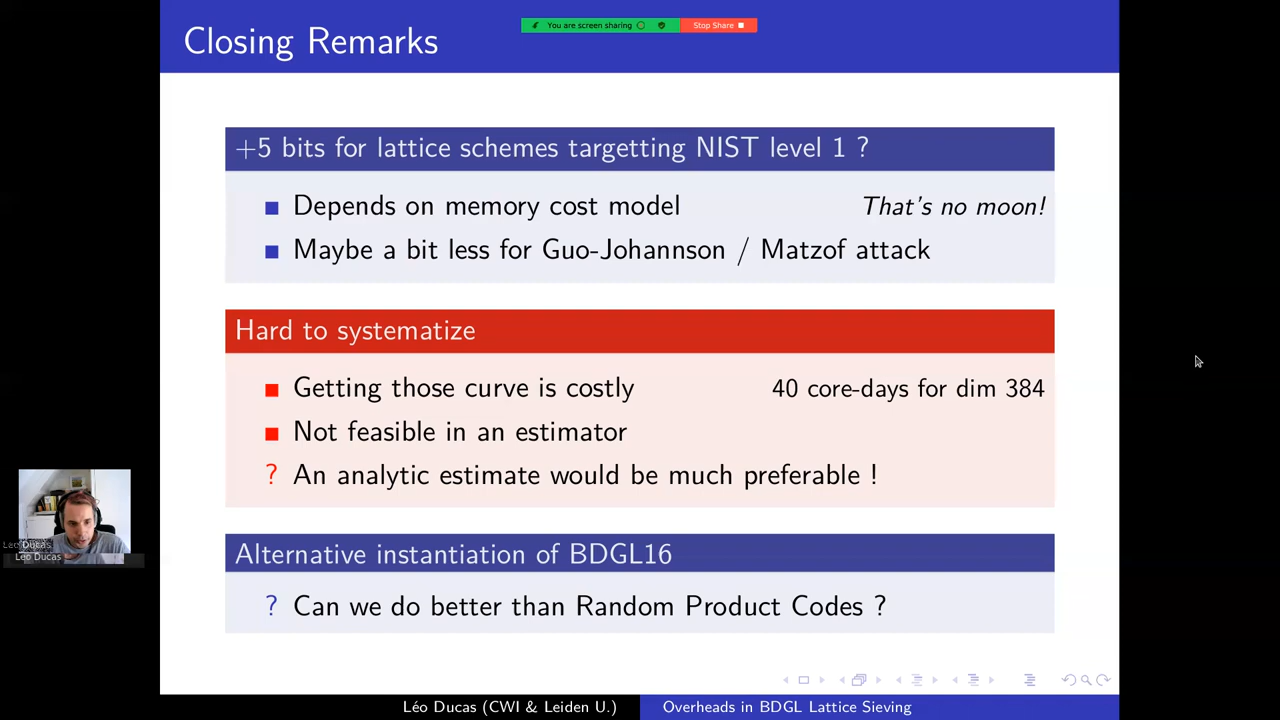 Closing Remarks
You are screen sharing
Stop Share
+5 bits for lattice schemes targetting NIST level 1 ?
Depends on memory cost model That's no moon!
Maybe a bit less for Guo-Johannson / Matzof attack
Hard to systematize
Getting those curve is costly 40 core-days for dim 384
Not feasible in an estimator
? An analytic estimate would be much preferable !
Alternative instantiation of BDGL16
? Can we do better than Random Product Codes ?
Leo Ducas
Leo Ducas
Léo Ducas (CWI & Leiden U.) Overheads in BDGL Lattice Sieving